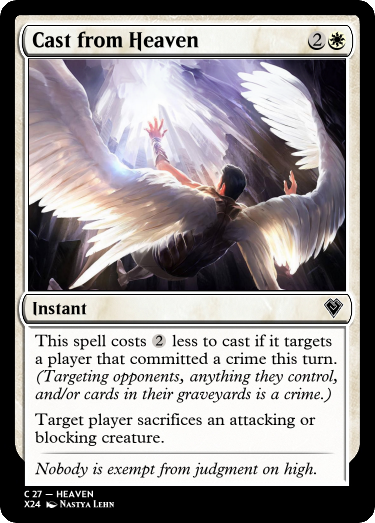 Cast from Heaven 2
Instant
This spell costs 2 less to cast if it targets
a player that committed a crime this turn.
(Targeting opponents, anything they control,
and/or cards in their graveyards is a crime.)
Target player sacrifices an attacking or
blocking creature.
Nobody is exempt from judgment on high.
C 27 — HEAVEN
X24 Nastya Lehn